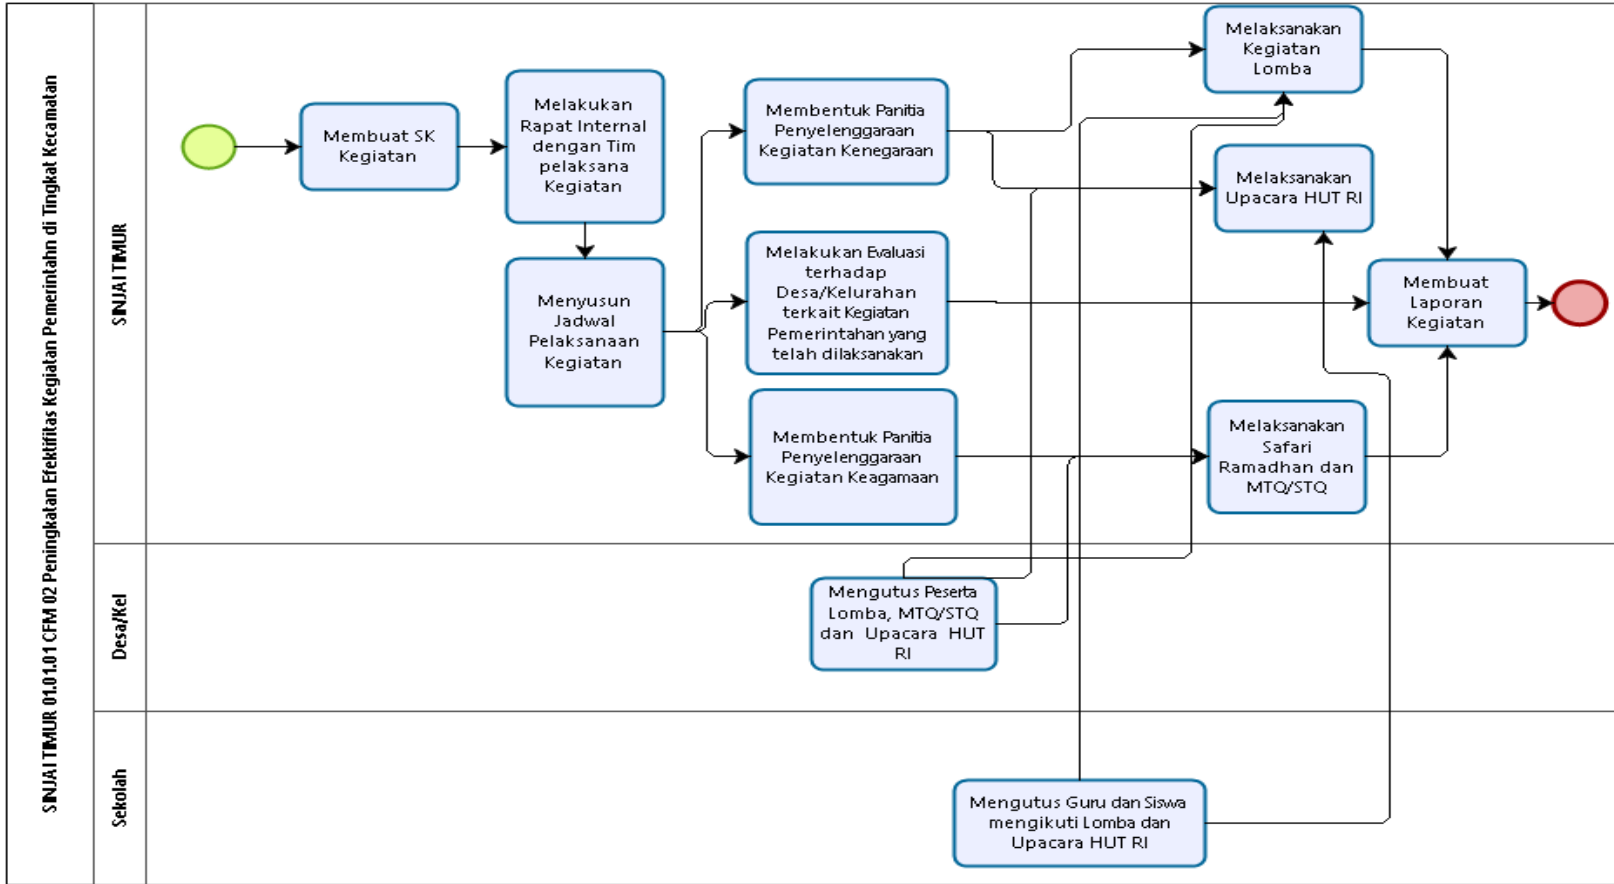 SINJAI TIMUR 01.01.01 CFM 02 Peningkatan Efektifitas Kegiatan Pemerintahn di Tingkat Kecamatan
SINJAI TIMUR
Membuat SK
Kegiatan
Melakukan
Rapat Internal
dengan Tim
pelaksana
Kegiatan
Menyusun
Jadwal
Pelaksanaan
Kegiatan
Membentuk Panitia
Penyelenggaraan
Kegiatan Kenegaraan
Melakukan Evaluasi
terhadap
Desa/Kelurahan
terkait Kegiatan
Pemerintahan yang
telah dilaksanakan
Membentuk Panitia
Penyelenggaraan
Kegiatan Keagamaan
Melaksanakan
Kegiatan
Lomba
Melaksanakan
Upacara HUT RI
Melaksanakan
Safari
Ramadhan dan
MTQ/STQ
Membuat
Laporan
Kegiatan
Desa/Kel
Mengutus Peserta
Lomba, MTQ/STQ
dan Upacara HUT
RI
Sekolah
Mengutus Guru dan Siswa
mengikuti Lomba dan
Upacara HUT RI